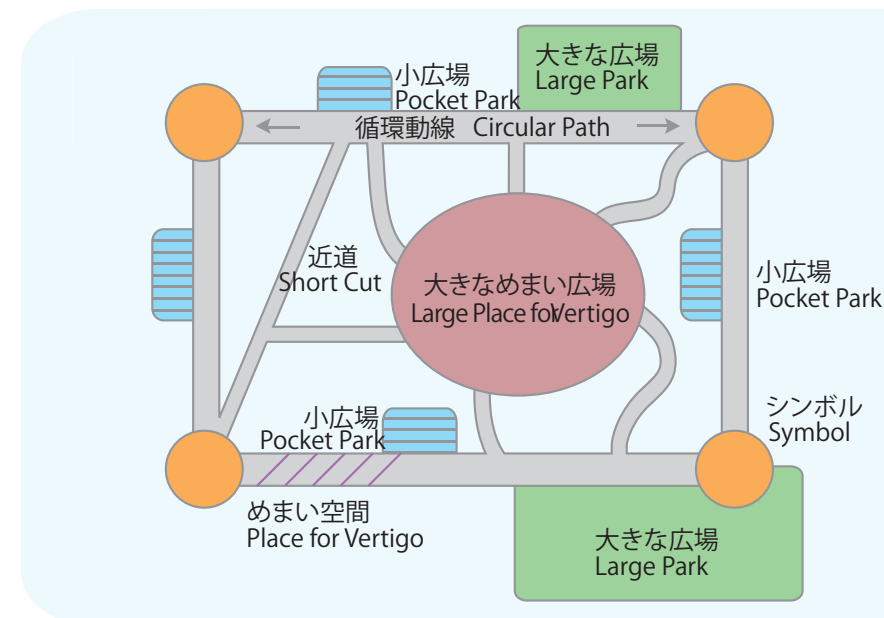 大きな広場
Large Park
小広場
Pocket Park
循環動線 Circular Path
近道
Short Cut
大きなめまい広場
Large Place for Vertigo
小広場
Pocket Park
シンボル
Symbol
小広場
Pocket Park
めまい空間
Place for Vertigo
大きな広場
Large Park